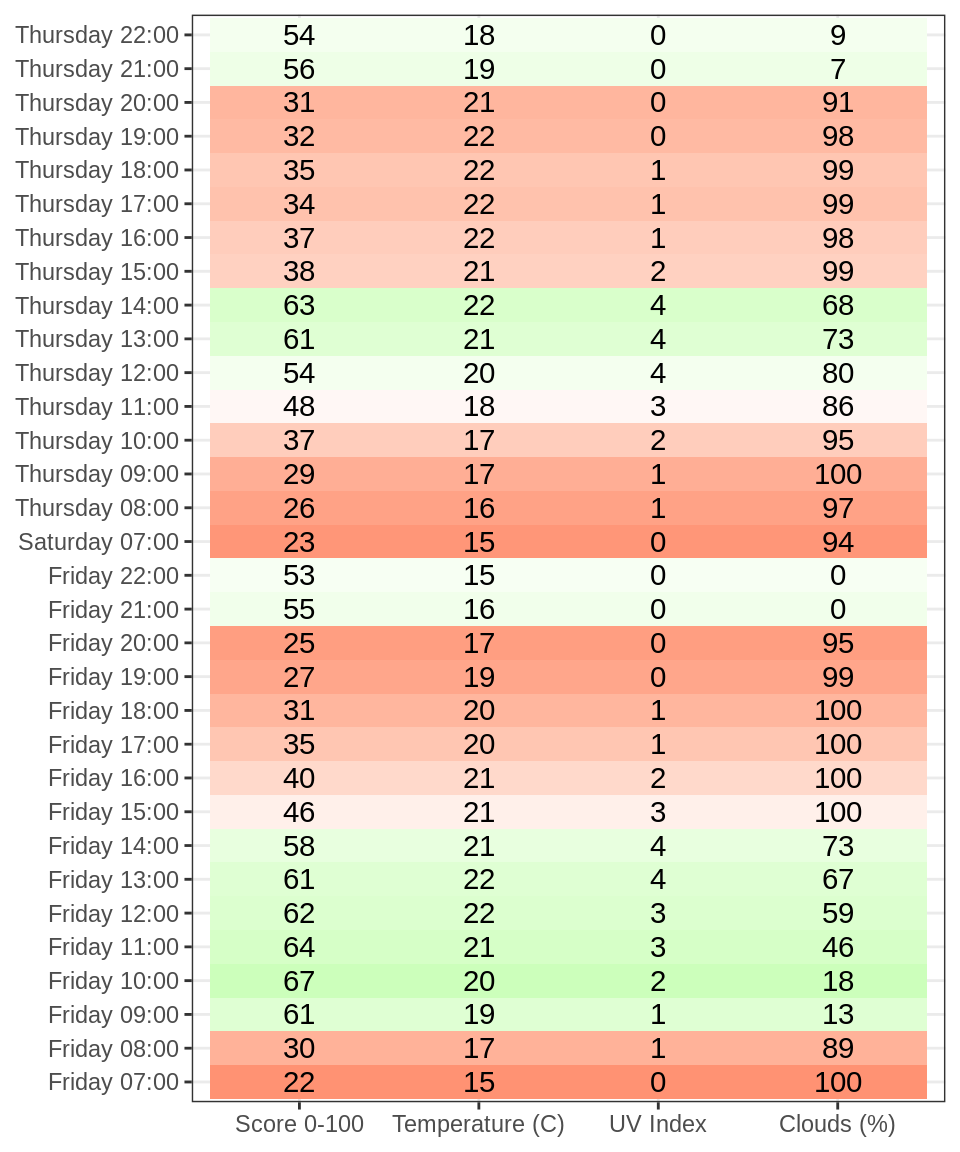 Thursday 22:00 54 18 0 9
Thursday 21:00 56 19 0 7
Thursday 20:00 31 21 0 91
Thursday 19:00 32 22 0 98
Thursday 18:00 35 22 1 99
Thursday 17:00 34 22 1 99
Thursday 16:00 37 22 1 98
Thursday 15:00 38 21 2 99
Thursday 14:00 63 22 4 68
Thursday 13:00 61 21 4 73
Thursday 12:00 54 20 4 80
Thursday 11:00 48 18 3 86
Thursday 10:00 37 17 2 95
Thursday 09:00 29 17 1 100
Thursday 08:00 26 16 1 97
Saturday 07:00 23 15 0 94
Friday 22:00 53 15 0 0
Friday 21:00 55 16 0 0
Friday 20:00 25 17 0 95
Friday 19:00 27 19 0 99
Friday 18:00 31 20 1 100
Friday 17:00 35 20 1 100
Friday 16:00 40 21 2 100
Friday 15:00 46 21 3 100
Friday 14:00 58 21 4 73
Friday 13:00 61 22 4 67
Friday 12:00 62 22 3 59
Friday 11:00 64 21 3 46
Friday 10:00 67 20 2 18
Friday 09:00 61 19 1 13
Friday 08:00 30 17 1 89
Friday 07:00 22 15 0 100
Score 0-100 Temperature (C) UV Index Clouds (%)